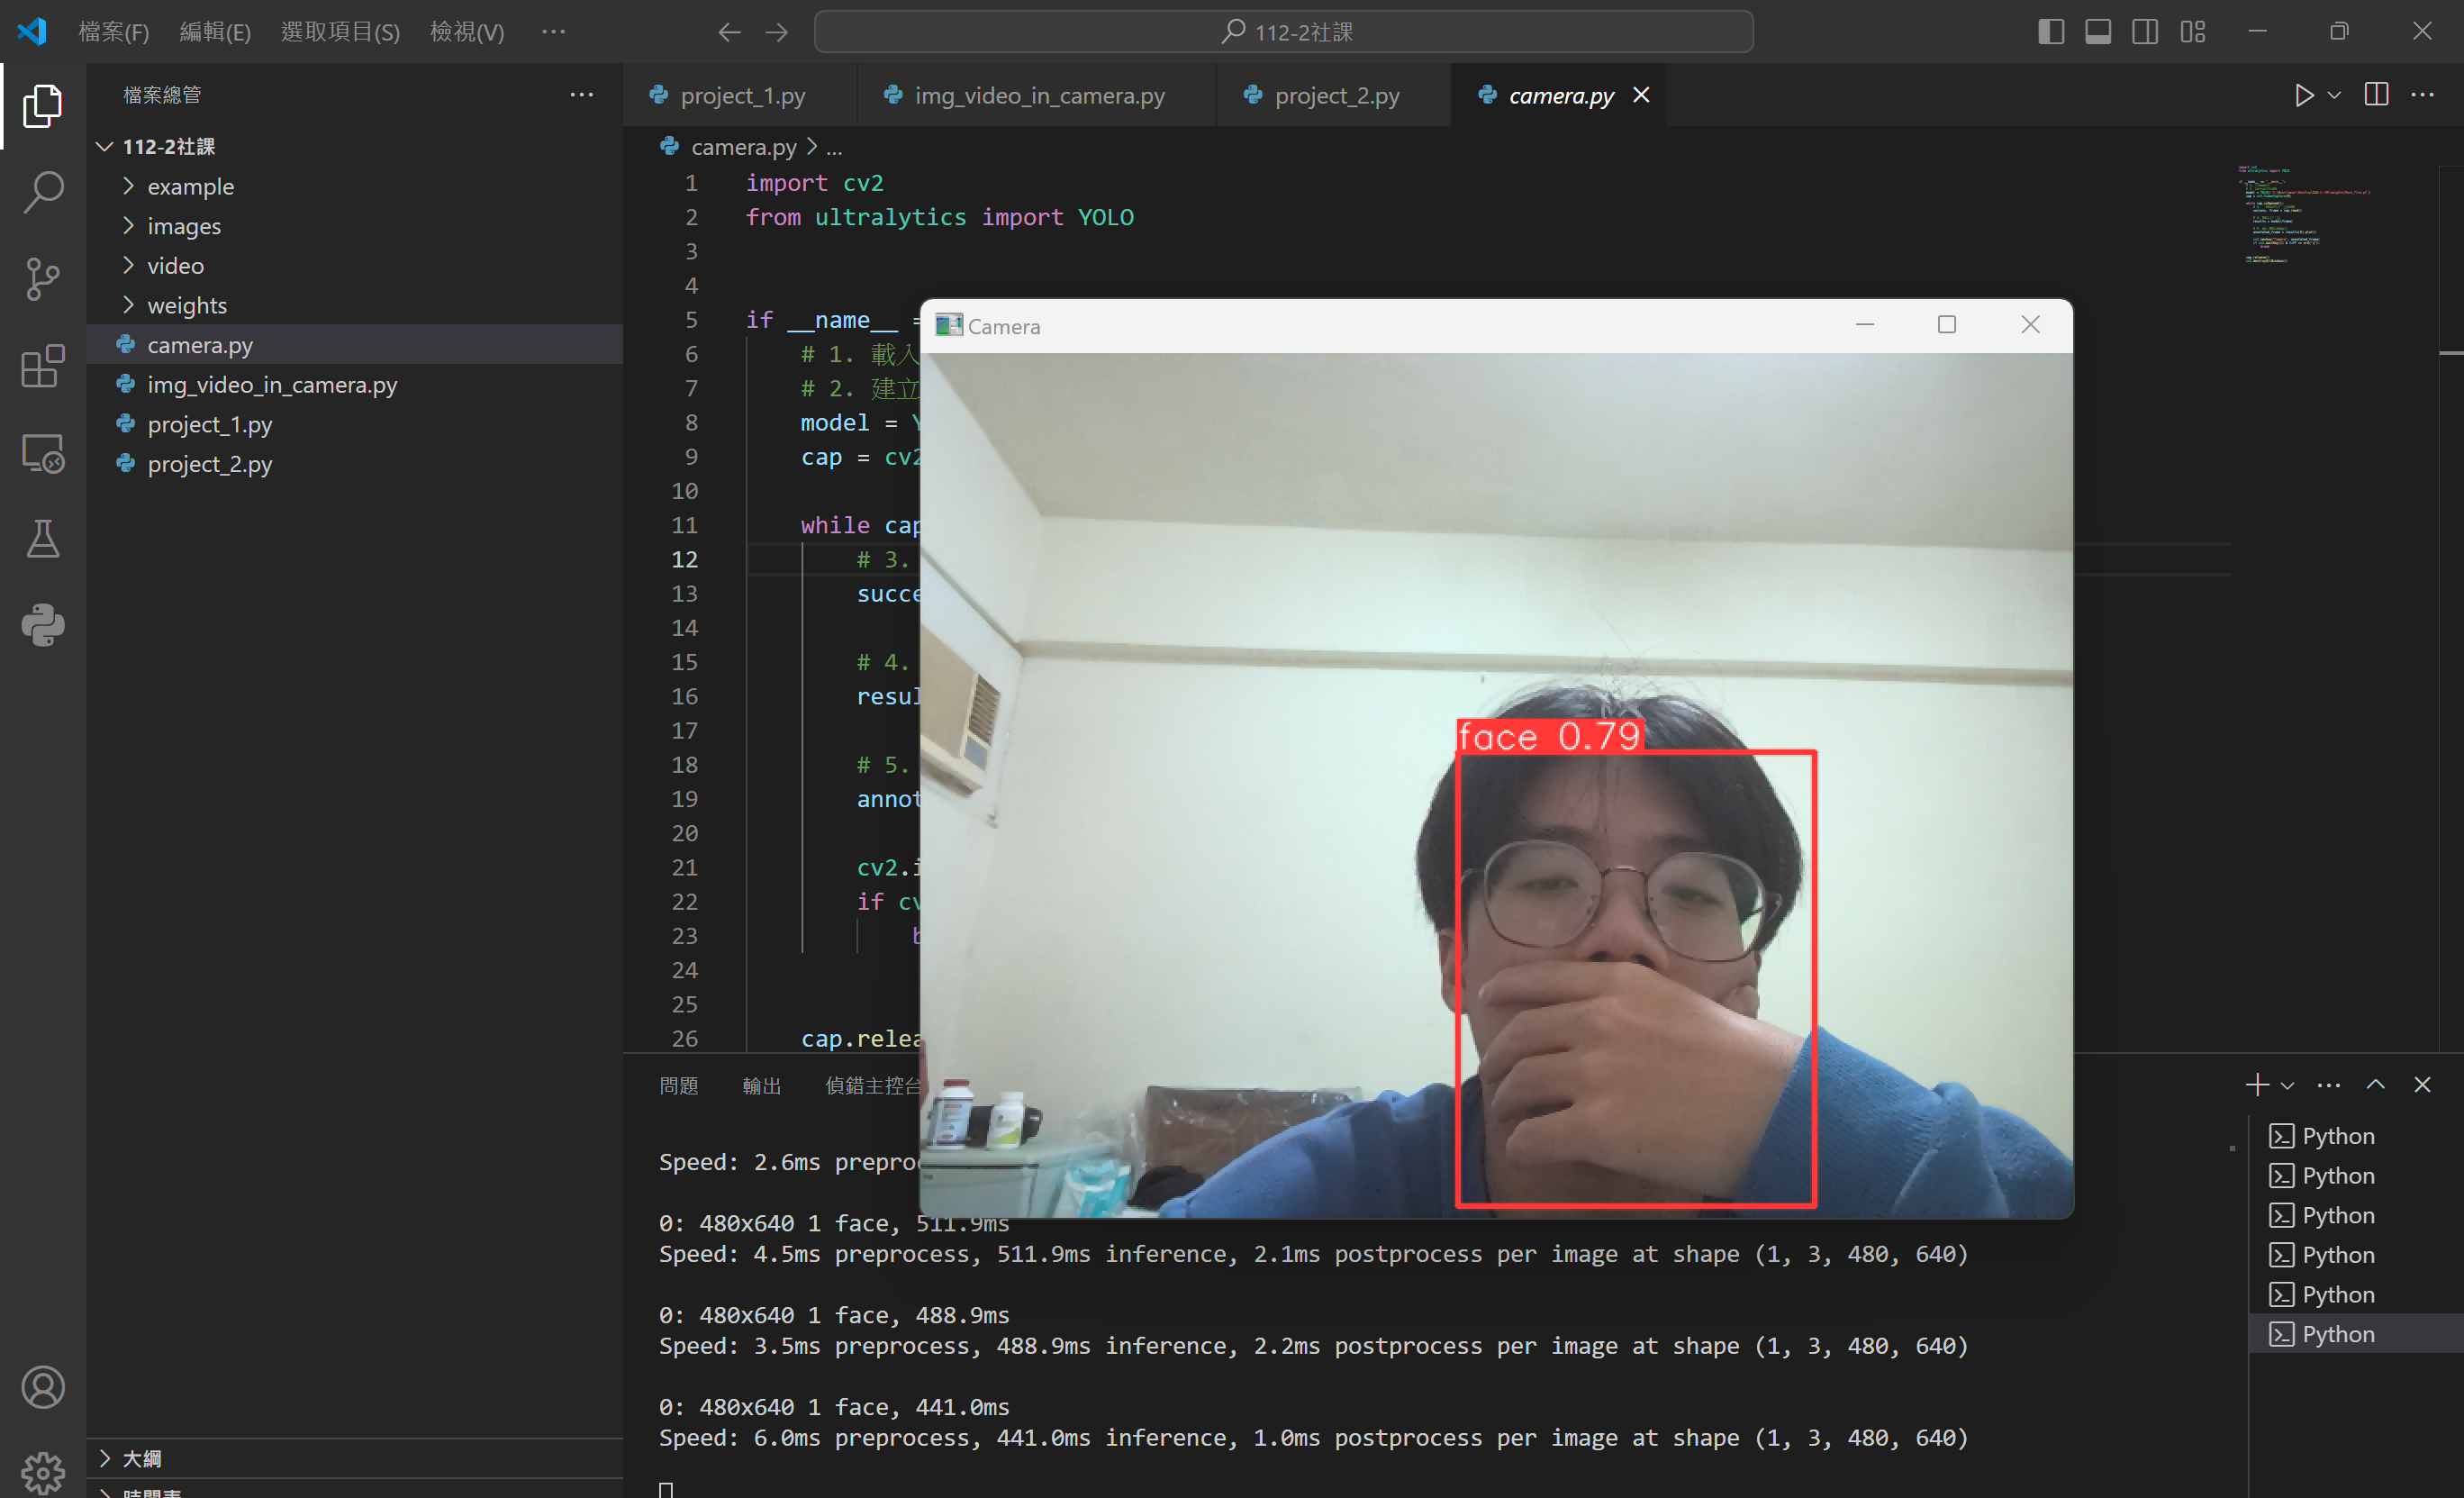 檔案(F) 編輯(E) 選取項目(S) 檢視(V) ··· 112-2社課
檔案總管 ···
112-2社課
example
images
video
weights
camera.py
img_video_in_camera.py
project_1.py
project_2.py
大綱
project_1.py img_video_in_camera.py project_2.py camera.py
camera.py > ...
1 import cv2
2 from ultralytics import YOLO
3
4
5 if __name__ =
6 # 1. 載入
7 # 2. 建立
8 model = Y
9 cap = cv2
10
11 while cap
12 # 3.
13 succe
14
15 # 4.
16 resul
17
18 # 5.
19 annot
20
21 cv2.i
22 if cv
23 b
24
25
26 cap.relea
Camera
face 0.79
問題 輸出 偵錯主控台
Speed: 2.6ms preproc
0: 480x640 1 face, 511.9ms
Speed: 4.5ms preprocess, 511.9ms inference, 2.1ms postprocess per image at shape (1, 3, 480, 640)
0: 480x640 1 face, 488.9ms
Speed: 3.5ms preprocess, 488.9ms inference, 2.2ms postprocess per image at shape (1, 3, 480, 640)
0: 480x640 1 face, 441.0ms
Speed: 6.0ms preprocess, 441.0ms inference, 1.0ms postprocess per image at shape (1, 3, 480, 640)
Python
Python
Python
Python
Python
Python